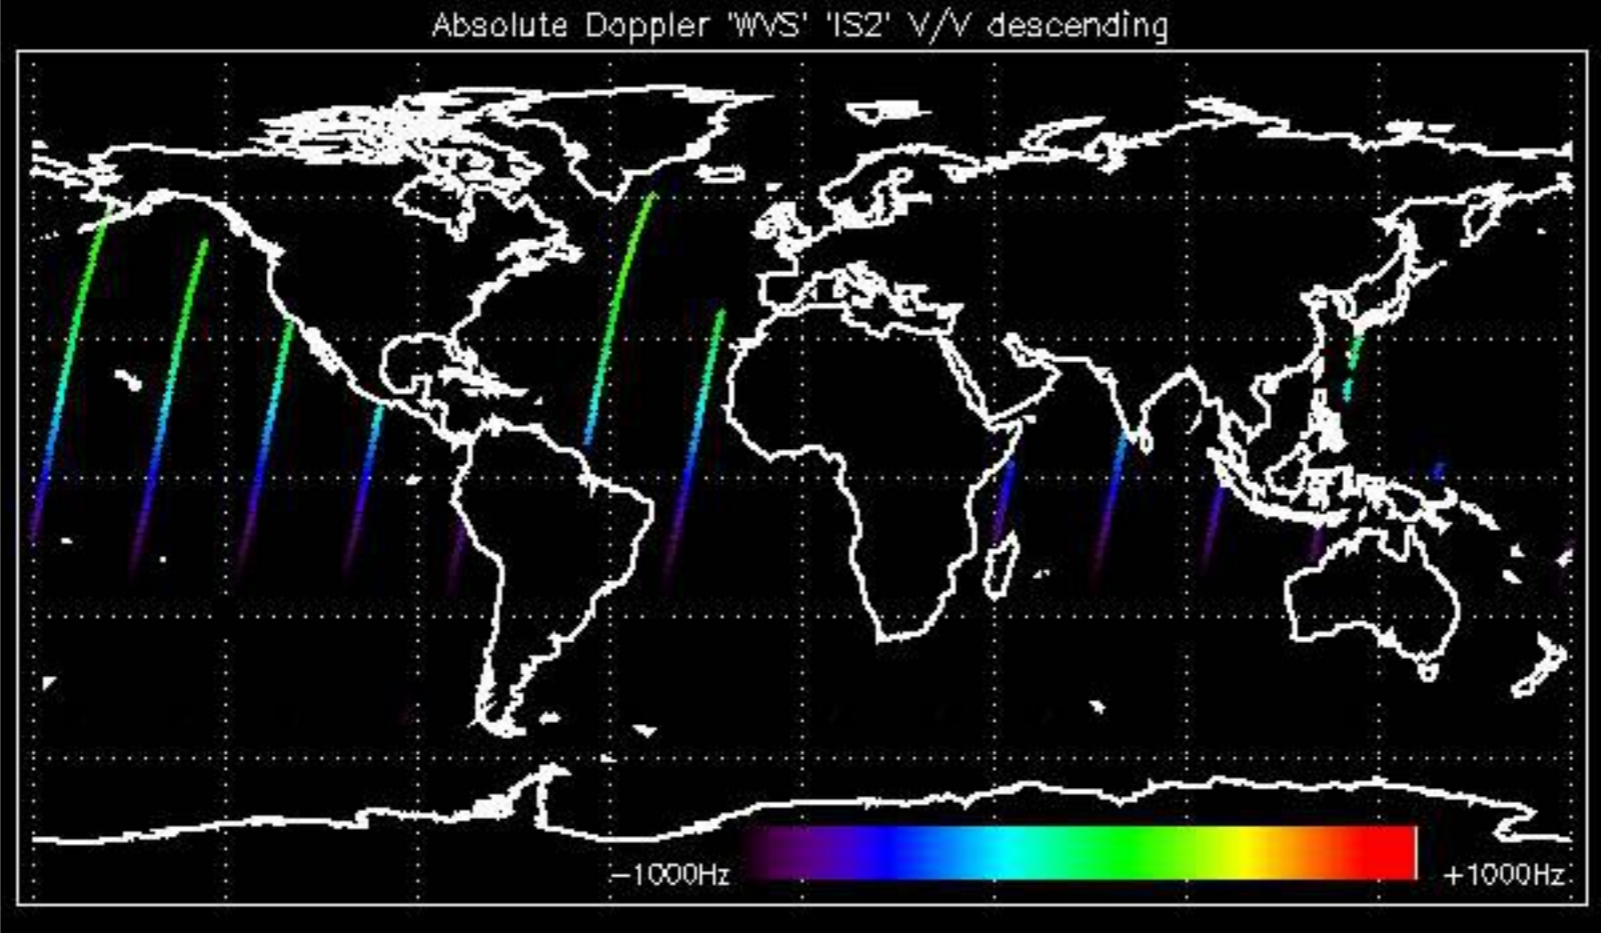 Absolute Doppler 'WVS' 'IS2' V/V descending
-1000Hz +1000Hz